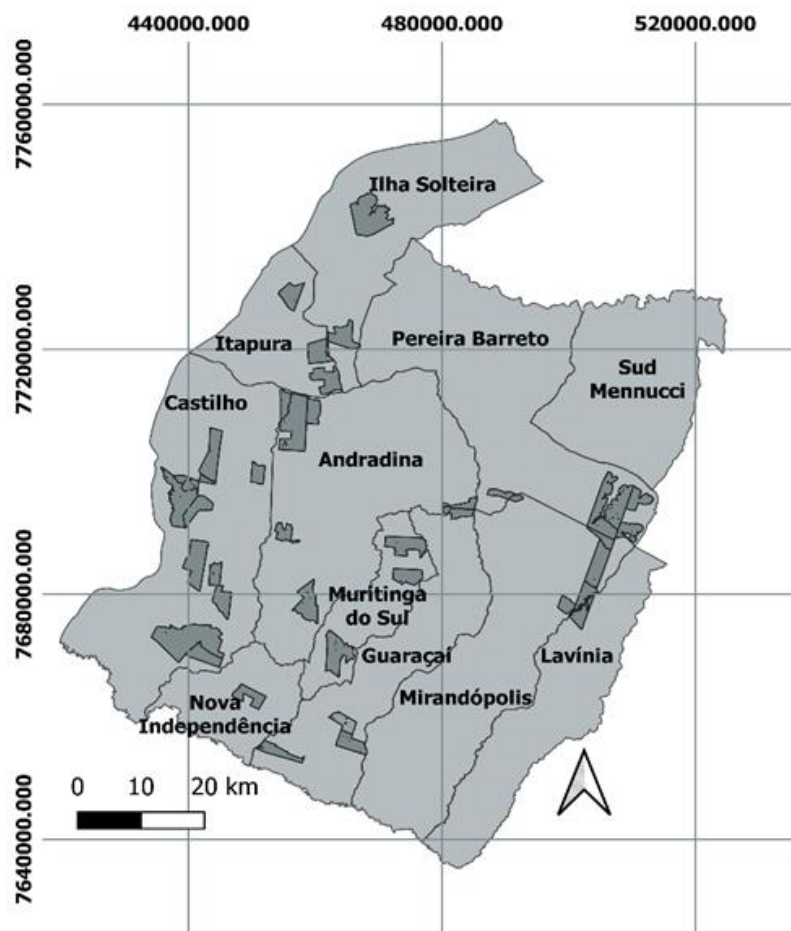 440000.000 480000.000 520000.000
7760000.000
Ilha Solteira
Itapura
Pereira Barreto
7720000.000
Sud
Mennucci
Castilho
Andradina
7680000.000
Muritinga
do Sul
Guaraçaí
Lavínia
Mirandópolis
Nova
Independência
0 10 20 km
7640000.000